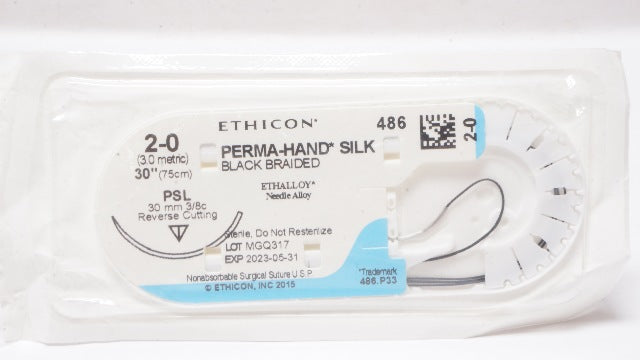 ETHICON*
486
2-0
2-0
(3.0 metric)
30" (75cm)
PERMA-HAND* SILK
BLACK BRAIDED
PSL
30 mm 3/8c
Reverse Cutting
ETHALLOY*
Needle Alloy
Sterile, Do Not Resterilize
LOT MGQ317
EXP 2023-05-31
Nonabsorbable Surgical Suture U.S.P.
© ETHICON, INC 2015
*Trademark
486.P33